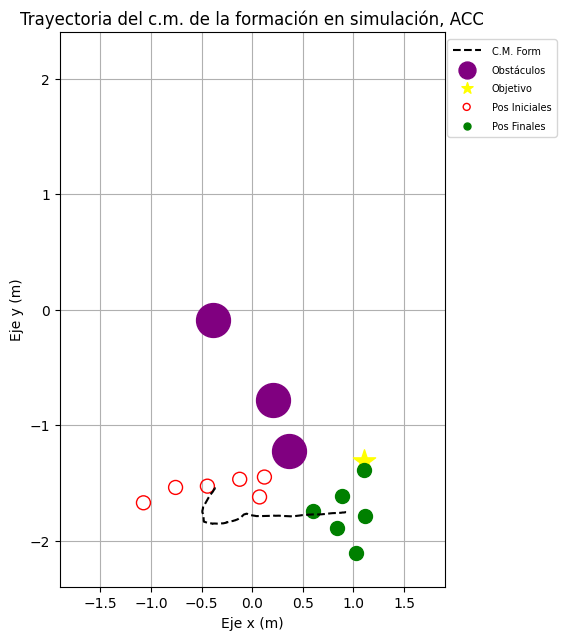 Trayectoria del c.m. de la formación en simulación, ACC
C.M. Form
Obstáculos
Objetivo
Pos Iniciales
Pos Finales
2
1
0
−1
−2
Eje y (m)
−1.5 −1.0 −0.5 0.0 0.5 1.0 1.5
Eje x (m)